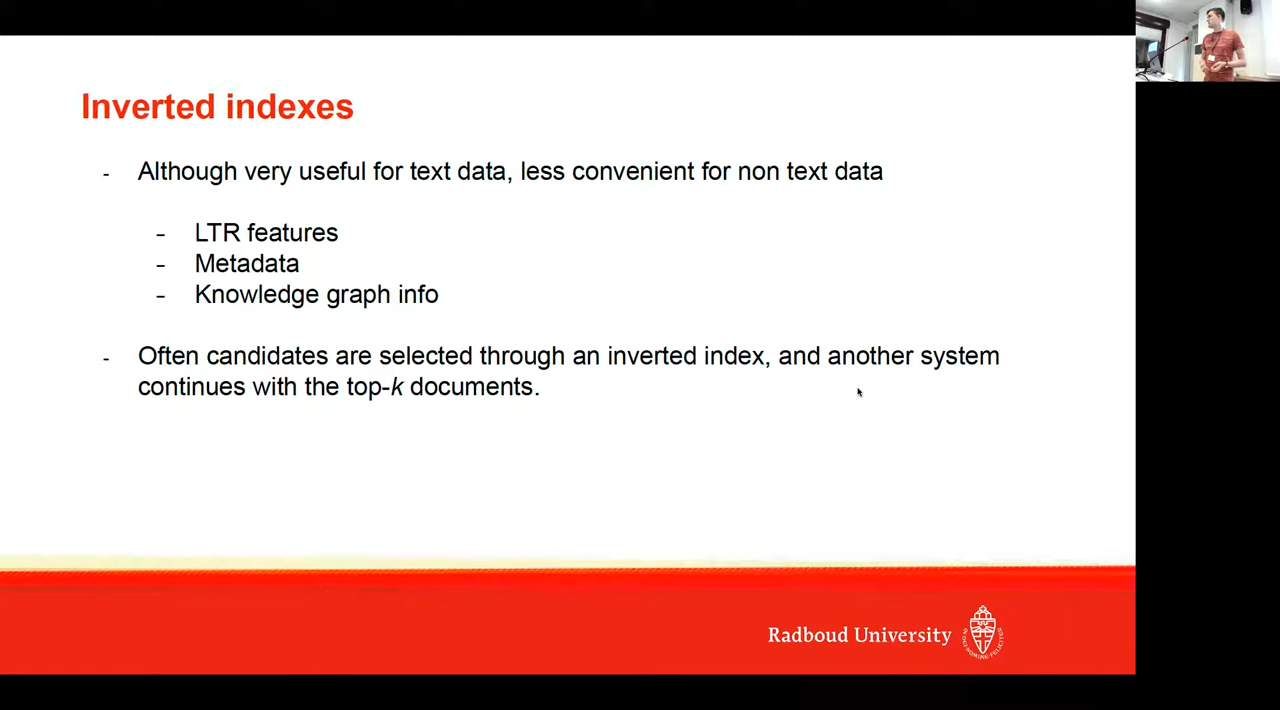 Inverted indexes
- Although very useful for text data, less convenient for non text data
- LTR features
- Metadata
- Knowledge graph info
- Often candidates are selected through an inverted index, and another system
continues with the top-k documents.
Radboud University